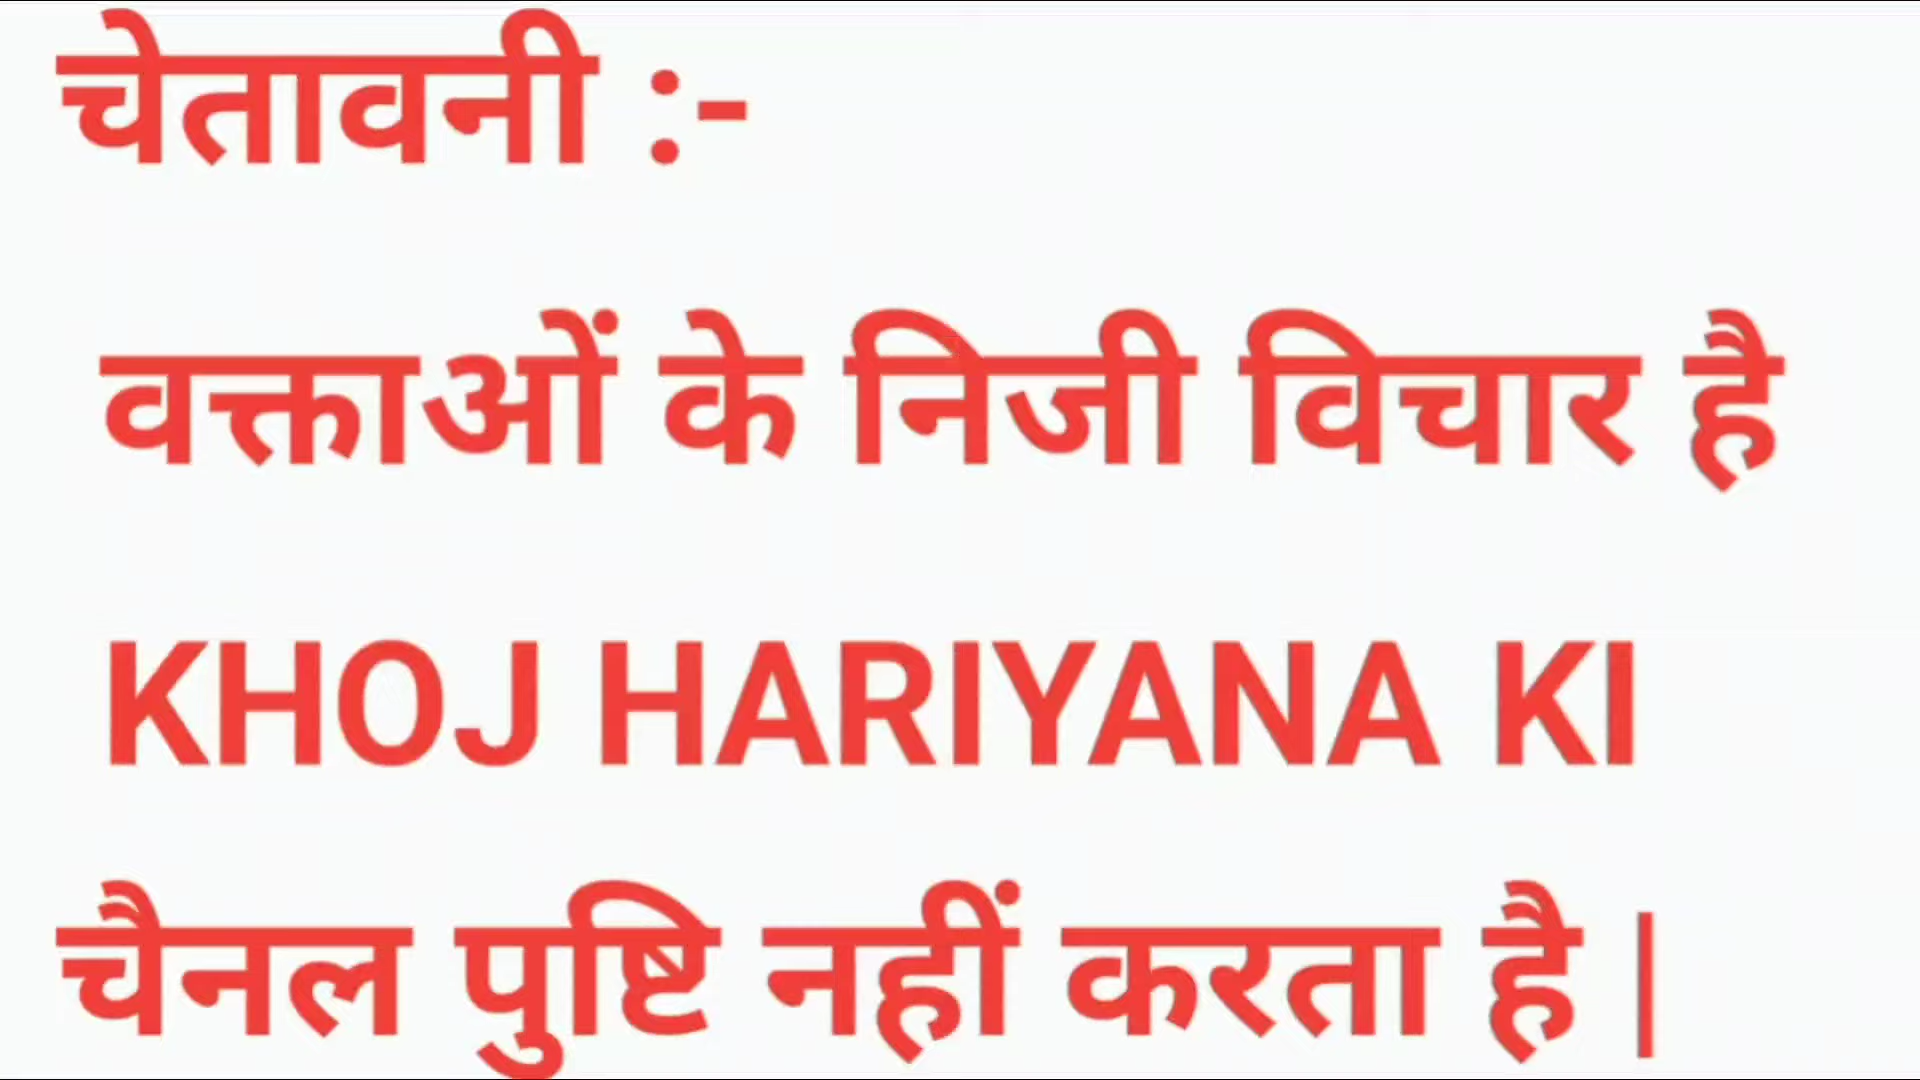 चेतावनी :-
वक्ताओं के निजी विचार है
KHOJ HARIYANA KI
चैनल पुष्टि नहीं करता है |